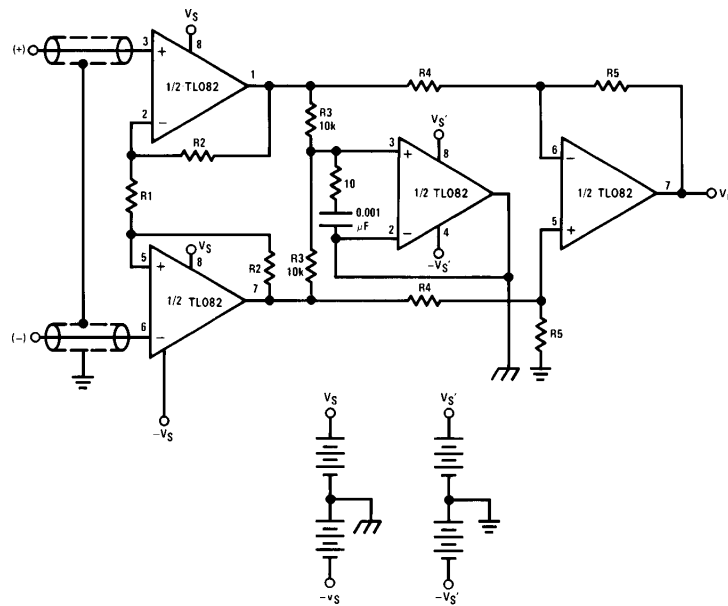 VS
8
(+)
3
+
1/2 TL082
1
2
−
R2
R1
R4
R5
R3
10k
VS'
8
3
+
10
1/2 TL082
0.001
μF
2
−
4
−VS'
6
−
1/2 TL082
7
5
+
VS
8
5
+
R2
R3
10k
1/2 TL082
7
R4
R5
(−)
6
−
−VS
VS
VS'
−VS
−VS'